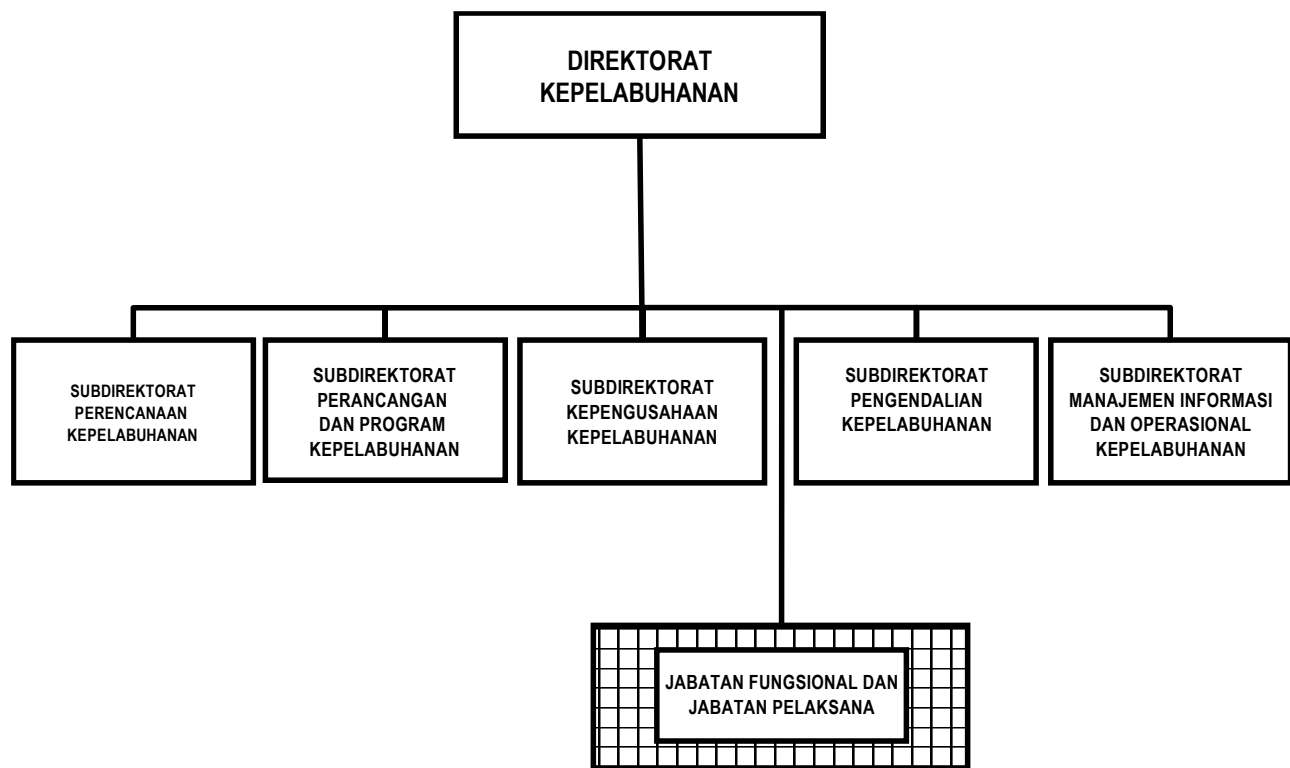 DIREKTORAT
KEPELABUHANAN
SUBDIREKTORAT
PERENCANAAN
KEPELABUHANAN
SUBDIREKTORAT
PERANCANGAN
DAN PROGRAM
KEPELABUHANAN
SUBDIREKTORAT
KEPENGUSAHAAN
KEPELABUHANAN
SUBDIREKTORAT
PENGENDALIAN
KEPELABUHANAN
SUBDIREKTORAT
MANAJEMEN INFORMASI
DAN OPERASIONAL
KEPELABUHANAN
JABATAN FUNGSIONAL DAN
JABATAN PELAKSANA